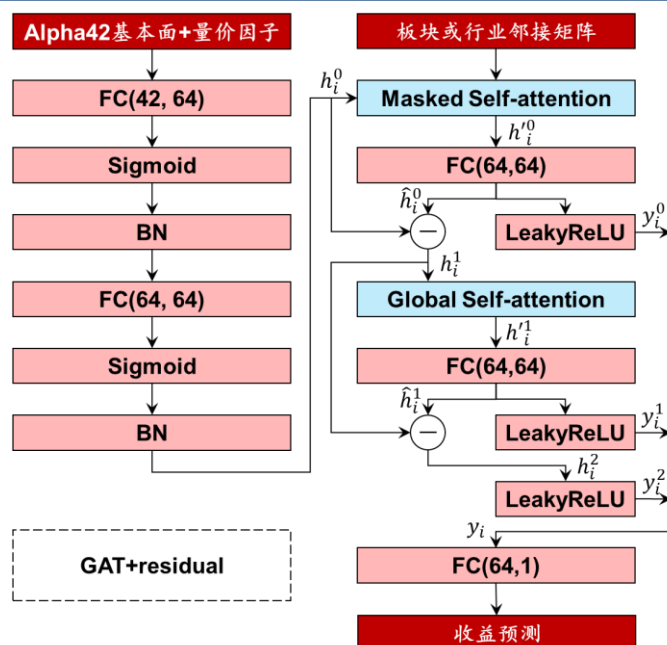 Alpha42基本面+量价因子
FC(42, 64)
Sigmoid
BN
FC(64, 64)
Sigmoid
BN
GAT+residual
板块或行业邻接矩阵
h_i^0
Masked Self-attention
h'_i^0
FC(64,64)
ĥ_i^0
−
LeakyReLU
y_i^0
h_i^1
Global Self-attention
h'_i^1
FC(64,64)
ĥ_i^1
−
LeakyReLU
y_i^1
h_i^2
LeakyReLU
y_i^2
y_i
FC(64,1)
收益预测